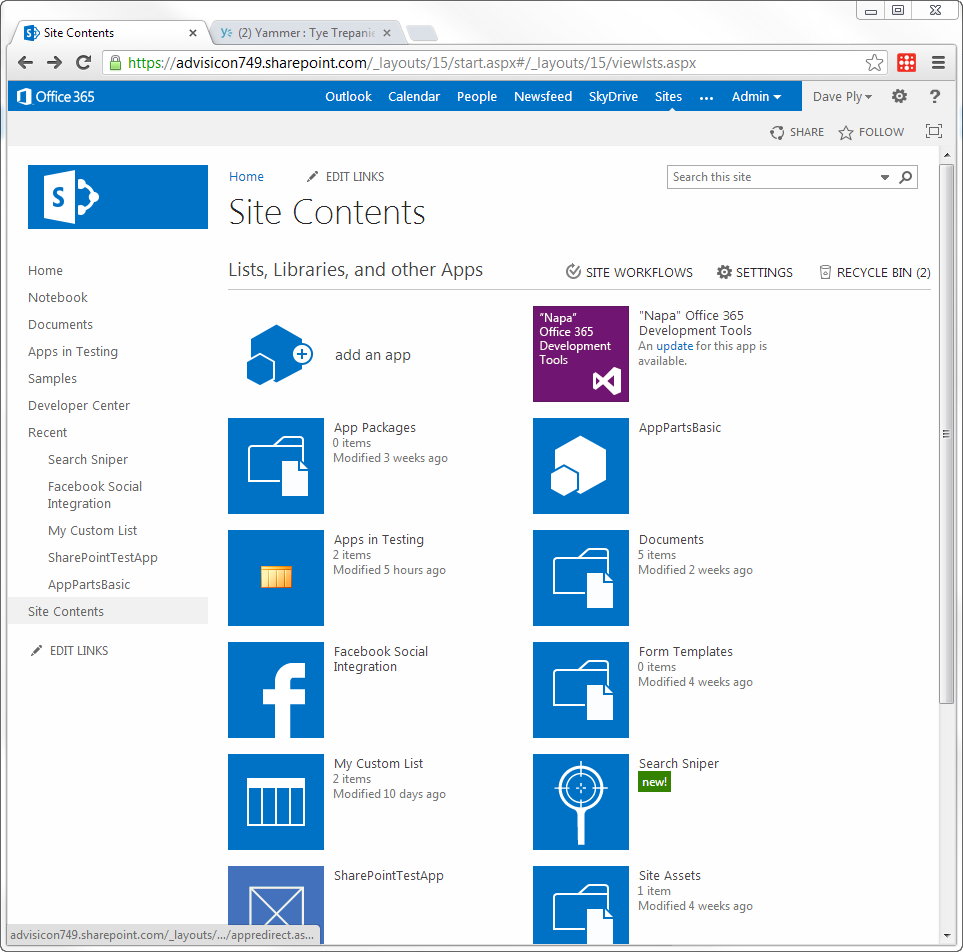 Site Contents
(2) Yammer : Tye Trepanie
https://advisicon749.sharepoint.com/_layouts/15/start.aspx#/_layouts/15/viewlsts.aspx
Office 365
Outlook Calendar People Newsfeed SkyDrive Sites ... Admin
Dave Ply
?
SHARE FOLLOW
S
Home
EDIT LINKS
Search this site
Site Contents
Home
Notebook
Documents
Apps in Testing
Samples
Developer Center
Recent
Search Sniper
Facebook Social
Integration
My Custom List
SharePointTestApp
AppPartsBasic
Site Contents
EDIT LINKS
Lists, Libraries, and other Apps
SITE WORKFLOWS SETTINGS RECYCLE BIN (2)
add an app
"Napa"
Office 365
Development
Tools
"Napa" Office 365
Development Tools
An update for this app is
available.
App Packages
0 items
Modified 3 weeks ago
AppPartsBasic
Apps in Testing
2 items
Modified 5 hours ago
Documents
5 items
Modified 2 weeks ago
Facebook Social
Integration
Form Templates
0 items
Modified 4 weeks ago
My Custom List
2 items
Modified 10 days ago
Search Sniper
new!
SharePointTestApp
Site Assets
1 item
Modified 4 weeks ago
advisicon749.sharepoint.com/_layouts/.../appredirect.as...